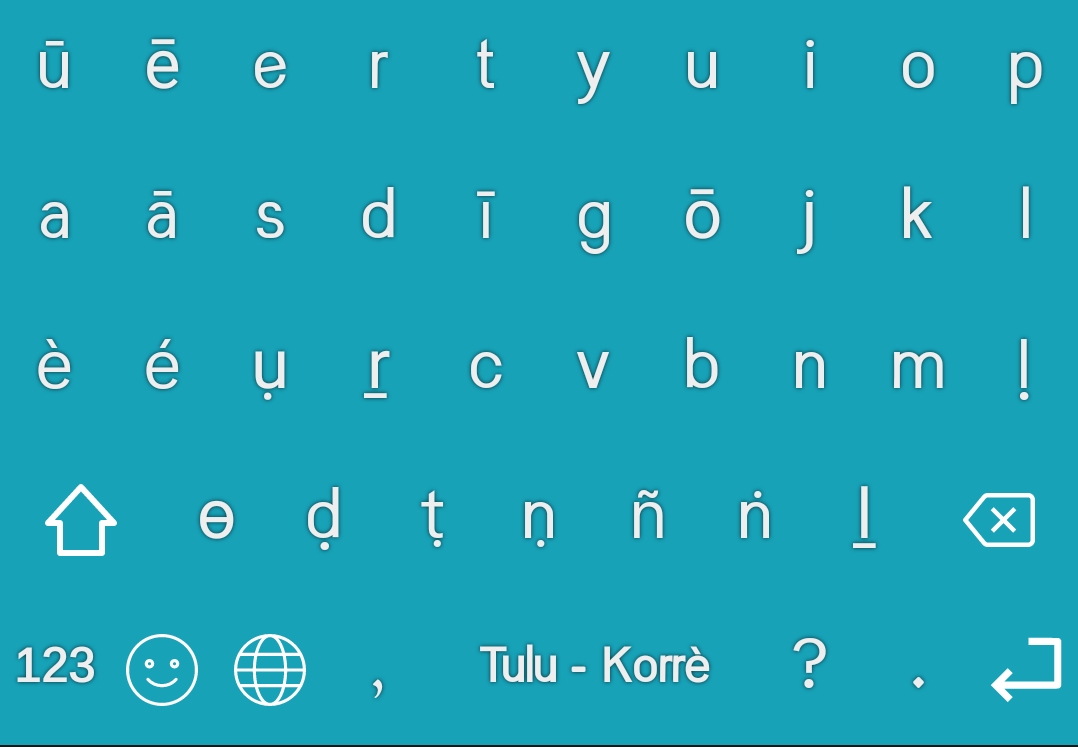 ū ē e r t y u i o p
a ā s d ī g ō j k l
è é ụ ṟ c v b n m ḷ
ɵ ḍ ṭ ṇ ñ ṅ ḻ
123 , Tulu - Korrè ? .